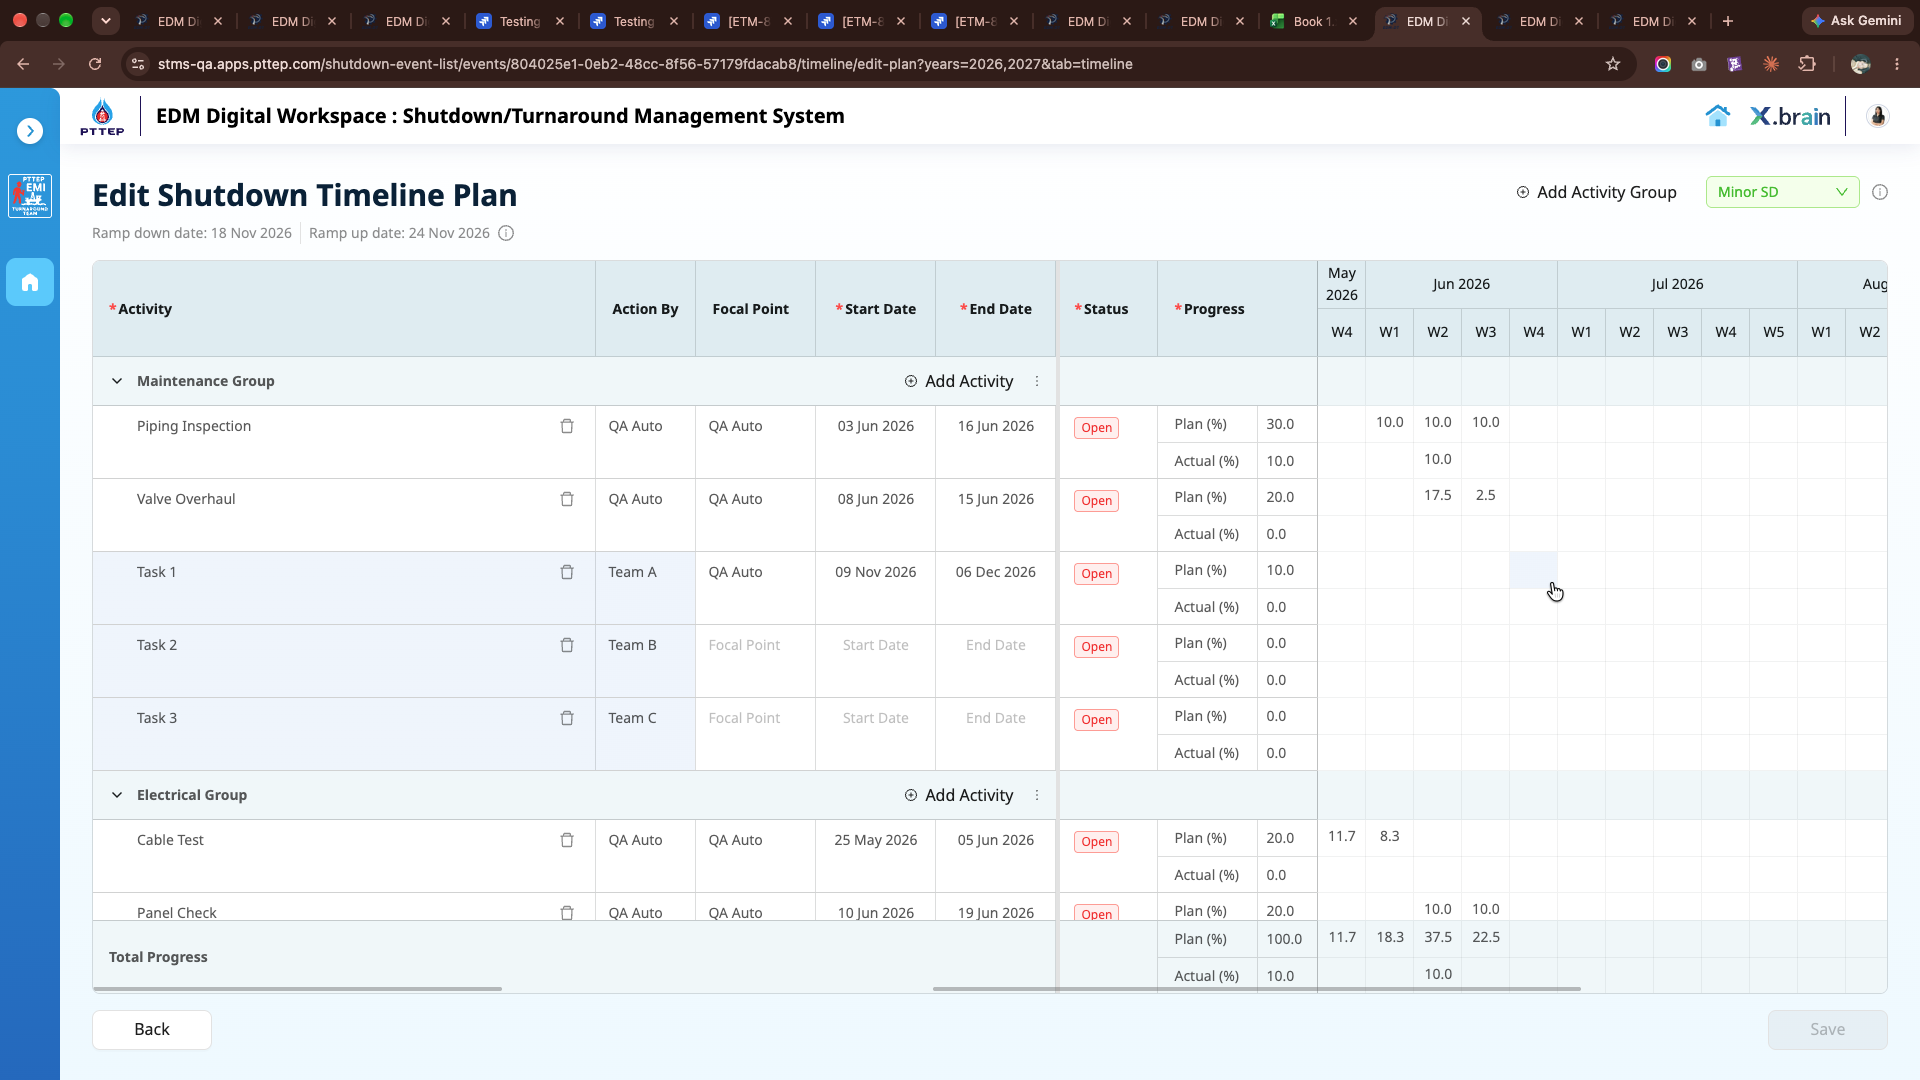 EDM Di
EDM Di
EDM Di
Testing
Testing
[ETM-8
[ETM-8
[ETM-8
EDM Di
EDM Di
Book 1.
EDM Di
EDM Di
EDM Di
Ask Gemini
stms-qa.apps.pttep.com/shutdown-event-list/events/804025e1-0eb2-48cc-8f56-57179fdacab8/timeline/edit-plan?years=2026,2027&tab=timeline
PTTEP
EDM Digital Workspace : Shutdown/Turnaround Management System
X.brain
PTTEP
EMI
TURNAROUND
TEAM
Edit Shutdown Timeline Plan
Add Activity Group
Minor SD
Ramp down date: 18 Nov 2026
Ramp up date: 24 Nov 2026
*Activity Action By Focal Point *Start Date *End Date *Status *Progress
May 2026 Jun 2026 Jul 2026 Aug
W4 W1 W2 W3 W4 W1 W2 W3 W4 W5 W1 W2
Maintenance Group Add Activity
Piping Inspection QA Auto QA Auto 03 Jun 2026 16 Jun 2026 Open Plan (%) 30.0 10.0 10.0 10.0
Actual (%) 10.0 10.0
Valve Overhaul QA Auto QA Auto 08 Jun 2026 15 Jun 2026 Open Plan (%) 20.0 17.5 2.5
Actual (%) 0.0
Task 1 Team A QA Auto 09 Nov 2026 06 Dec 2026 Open Plan (%) 10.0
Actual (%) 0.0
Task 2 Team B Focal Point Start Date End Date Open Plan (%) 0.0
Actual (%) 0.0
Task 3 Team C Focal Point Start Date End Date Open Plan (%) 0.0
Actual (%) 0.0
Electrical Group Add Activity
Cable Test QA Auto QA Auto 25 May 2026 05 Jun 2026 Open Plan (%) 20.0 11.7 8.3
Actual (%) 0.0
Panel Check QA Auto QA Auto 10 Jun 2026 19 Jun 2026 Open Plan (%) 20.0 10.0 10.0
Total Progress Plan (%) 100.0 11.7 18.3 37.5 22.5
Actual (%) 10.0 10.0
Back
Save